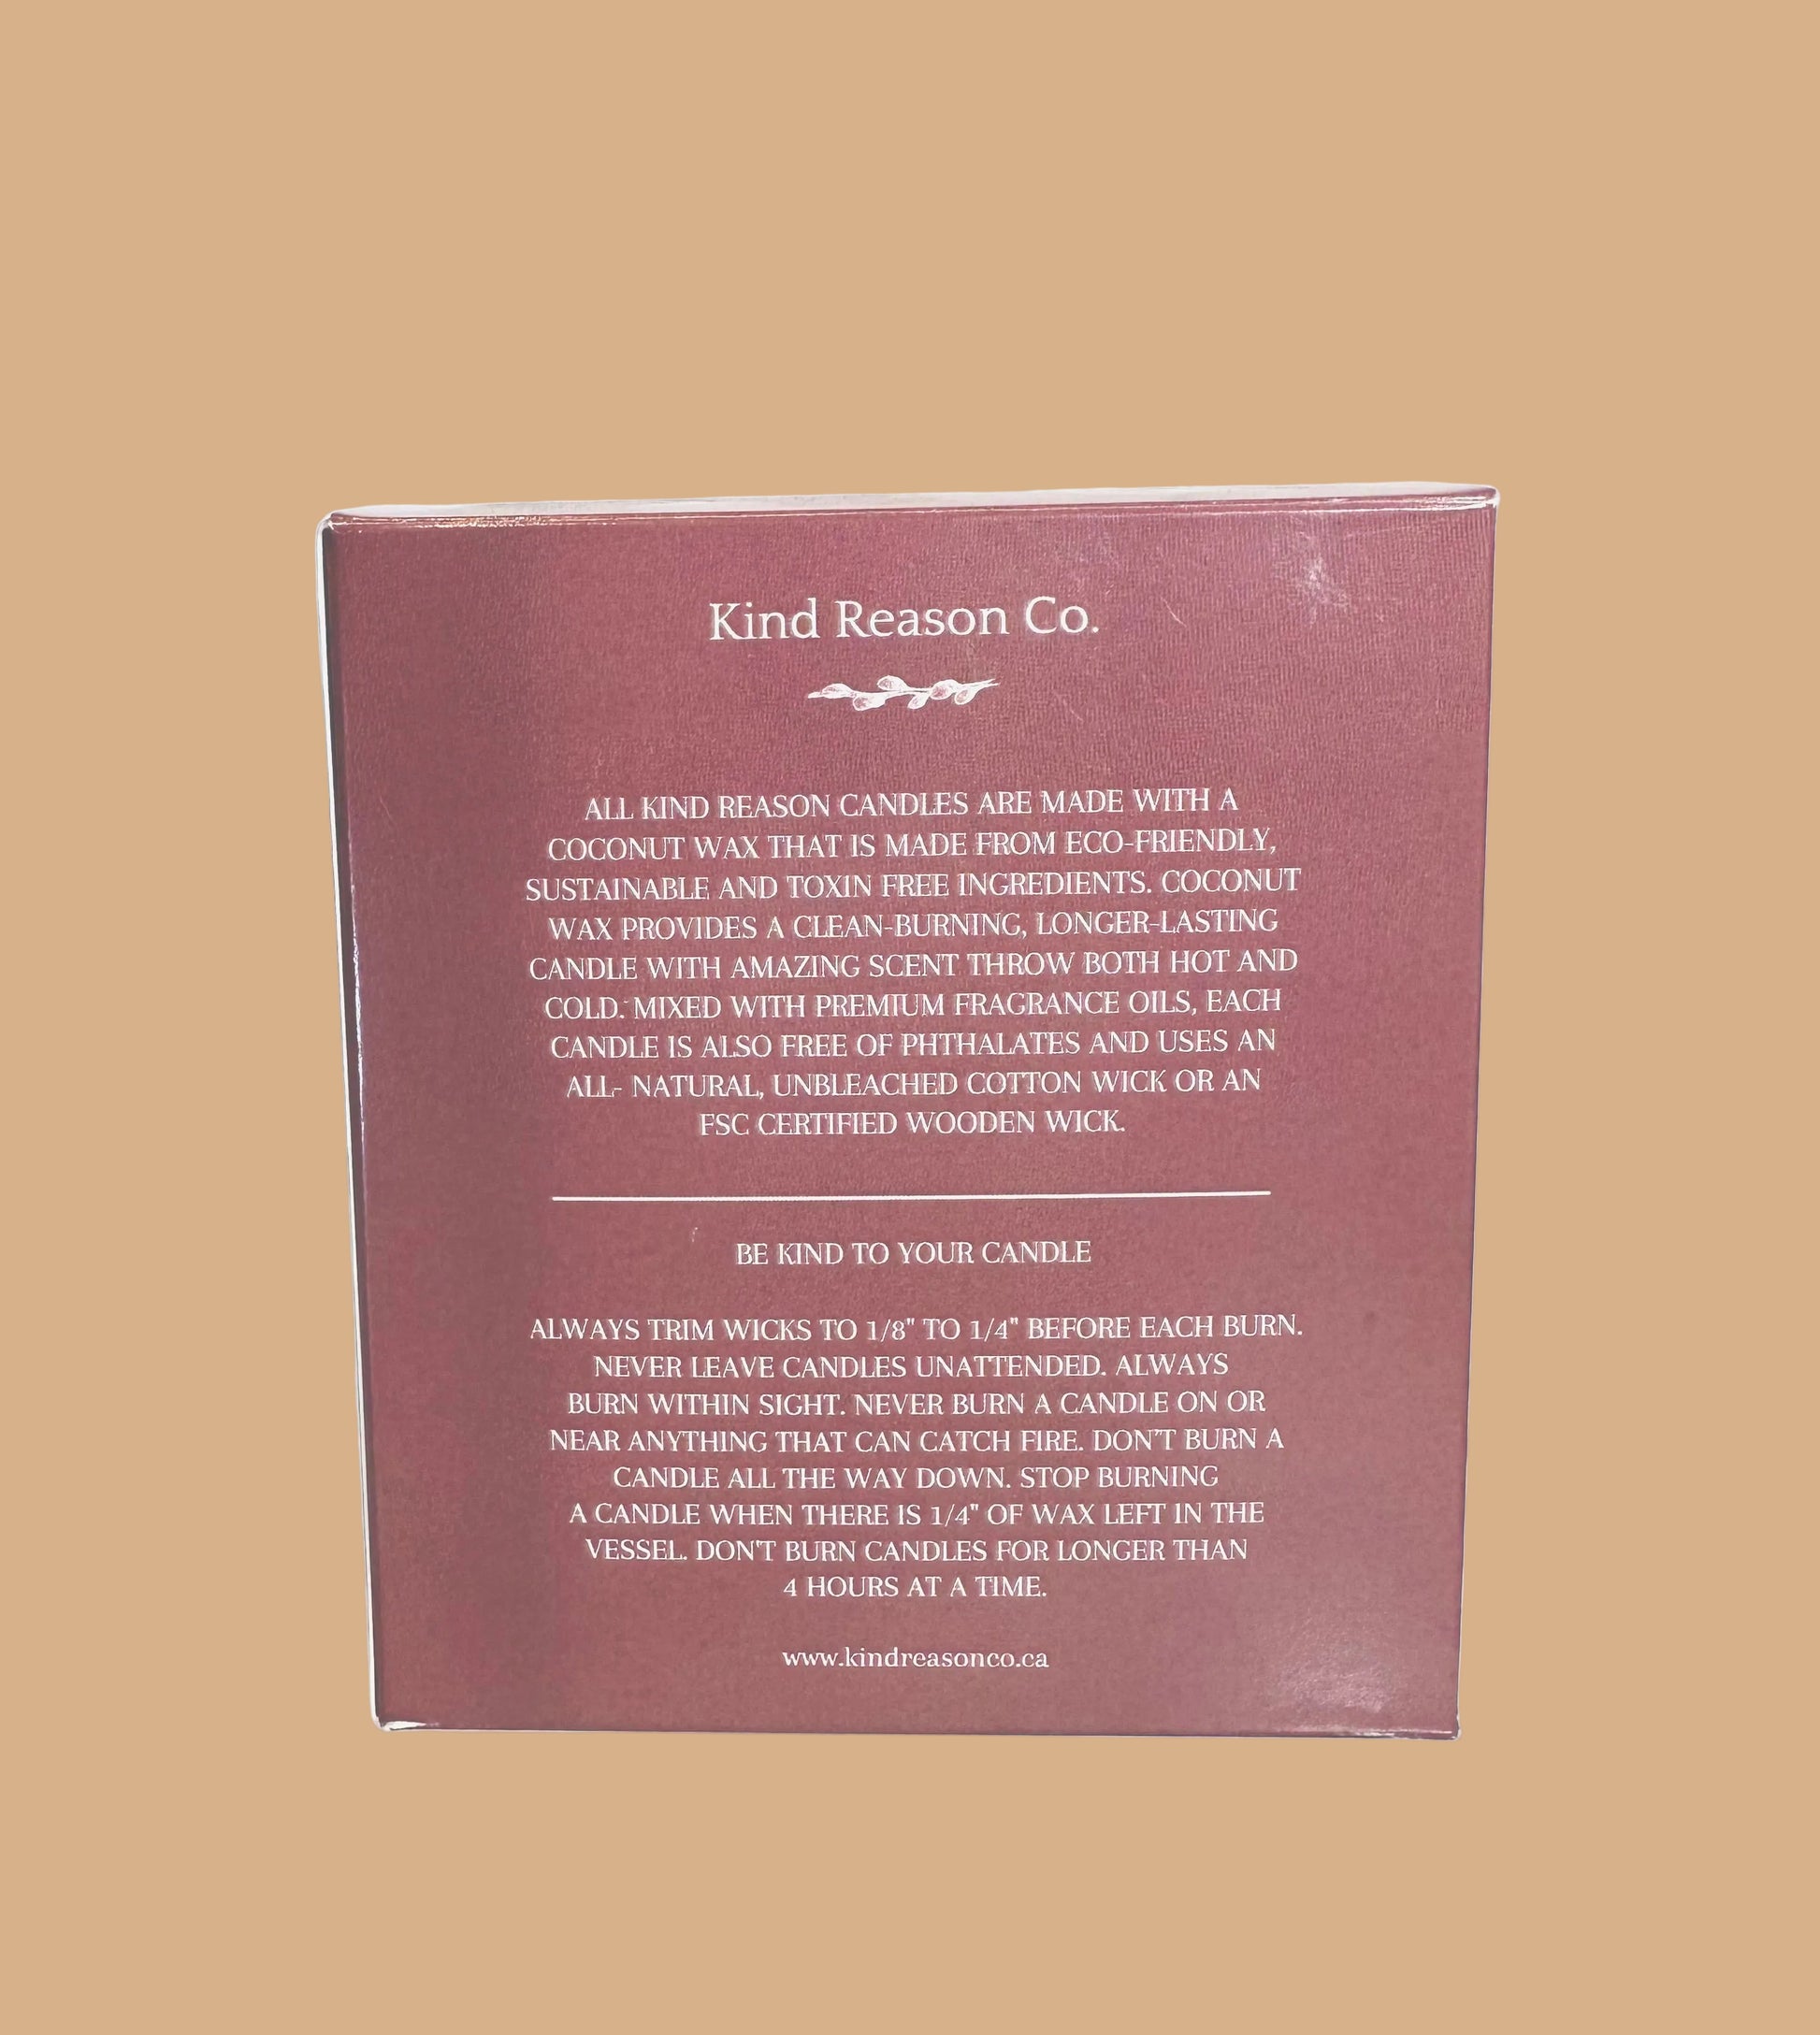 Kind Reason Co.
ALL KIND REASON CANDLES ARE MADE WITH A
COCONUT WAX THAT IS MADE FROM ECO-FRIENDLY,
SUSTAINABLE AND TOXIN FREE INGREDIENTS. COCONUT
WAX PROVIDES A CLEAN-BURNING, LONGER-LASTING
CANDLE WITH AMAZING SCENT THROW BOTH HOT AND
COLD. MIXED WITH PREMIUM FRAGRANCE OILS, EACH
CANDLE IS ALSO FREE OF PHTHALATES AND USES AN
ALL- NATURAL, UNBLEACHED COTTON WICK OR AN
FSC CERTIFIED WOODEN WICK.
BE KIND TO YOUR CANDLE
ALWAYS TRIM WICKS TO 1/8" TO 1/4" BEFORE EACH BURN.
NEVER LEAVE CANDLES UNATTENDED. ALWAYS
BURN WITHIN SIGHT. NEVER BURN A CANDLE ON OR
NEAR ANYTHING THAT CAN CATCH FIRE. DON'T BURN A
CANDLE ALL THE WAY DOWN. STOP BURNING
A CANDLE WHEN THERE IS 1/4" OF WAX LEFT IN THE
VESSEL. DON'T BURN CANDLES FOR LONGER THAN
4 HOURS AT A TIME.
www.kindreasonco.ca